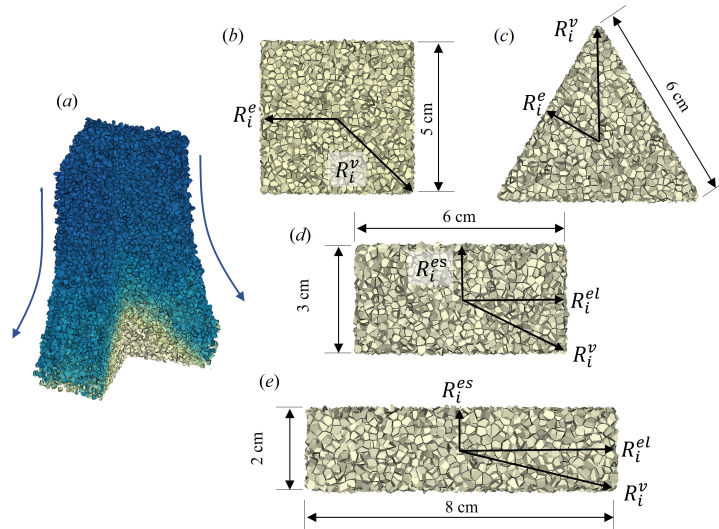 (a)
(b)
R_i^e
R_i^v
5 cm
(c)
R_i^v
R_i^e
6 cm
6 cm
(d)
3 cm
R_i^{es}
R_i^{el}
R_i^v
(e)
R_i^{es}
2 cm
R_i^{el}
R_i^v
8 cm